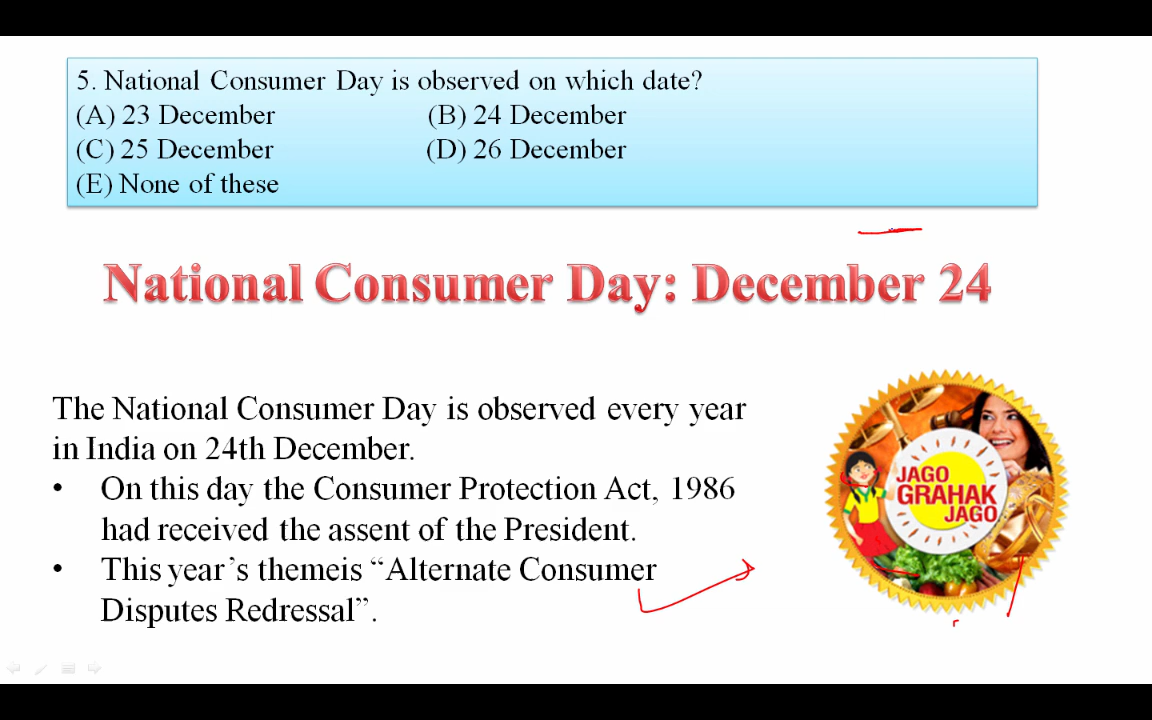 5. National Consumer Day is observed on which date?
(A) 23 December (B) 24 December
(C) 25 December (D) 26 December
(E) None of these
National Consumer Day: December 24
The National Consumer Day is observed every year
in India on 24th December.
• On this day the Consumer Protection Act, 1986
had received the assent of the President.
• This year’s themeis “Alternate Consumer
Disputes Redressal”.
JAGO
GRAHAK
JAGO